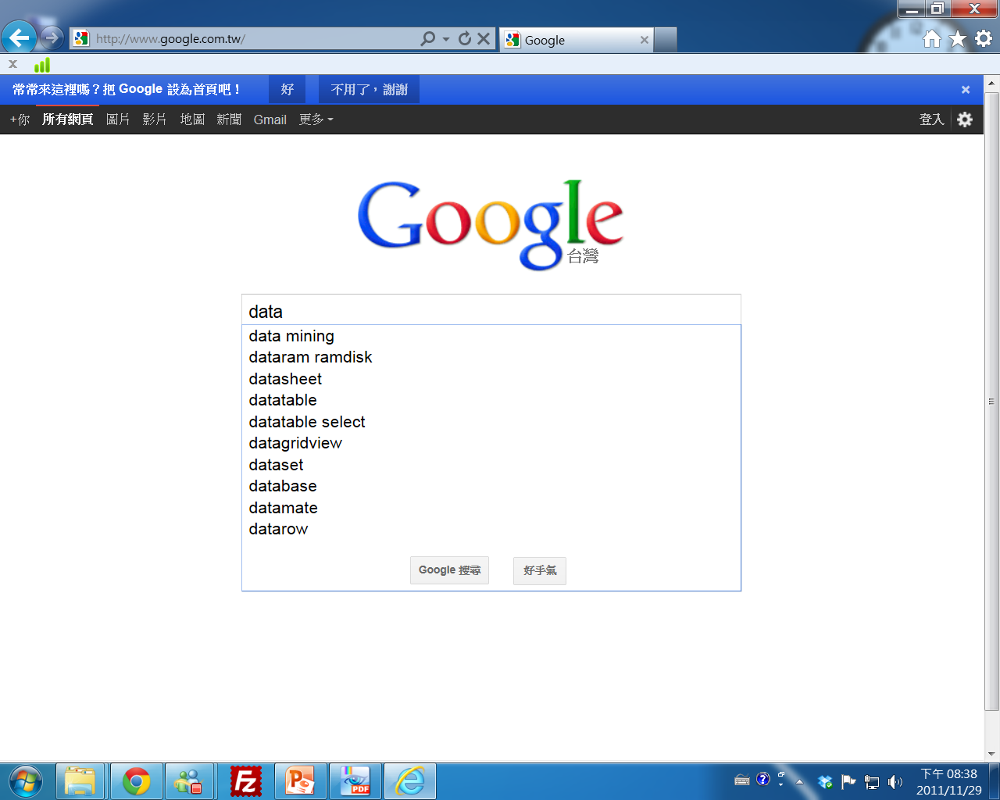 http://www.google.com.tw/
Google
常常來這裡嗎？把 Google 設為首頁吧！ 好 不用了，謝謝
+你 所有網頁 圖片 影片 地圖 新聞 Gmail 更多 登入
Google
台灣
data
data mining
dataram ramdisk
datasheet
datatable
datatable select
datagridview
dataset
database
datamate
datarow
Google 搜尋 好手氣
FZ P PDF 下午 08:38
2011/11/29